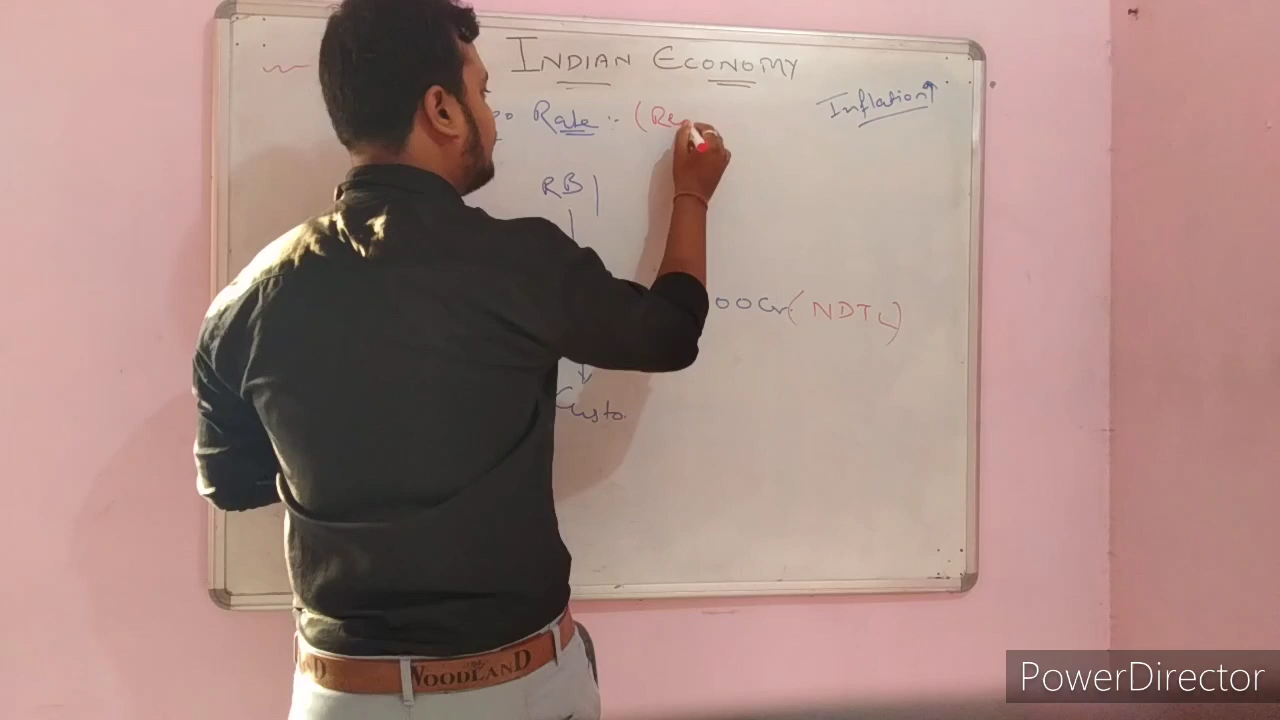 INDIAN ECONOMY
Inflation↑
Rate :- (Re
RBI
00Cr. (NDTL)
Custo.
WOODLAND
PowerDirector